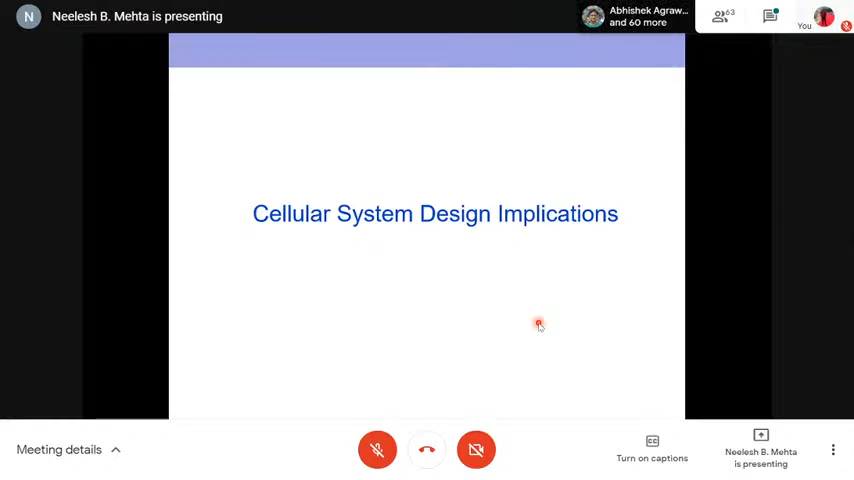 N
Neelesh B. Mehta is presenting
Abhishek Agraw...
and 60 more
63
You
Cellular System Design Implications
Meeting details
Turn on captions
Neelesh B. Mehta
is presenting